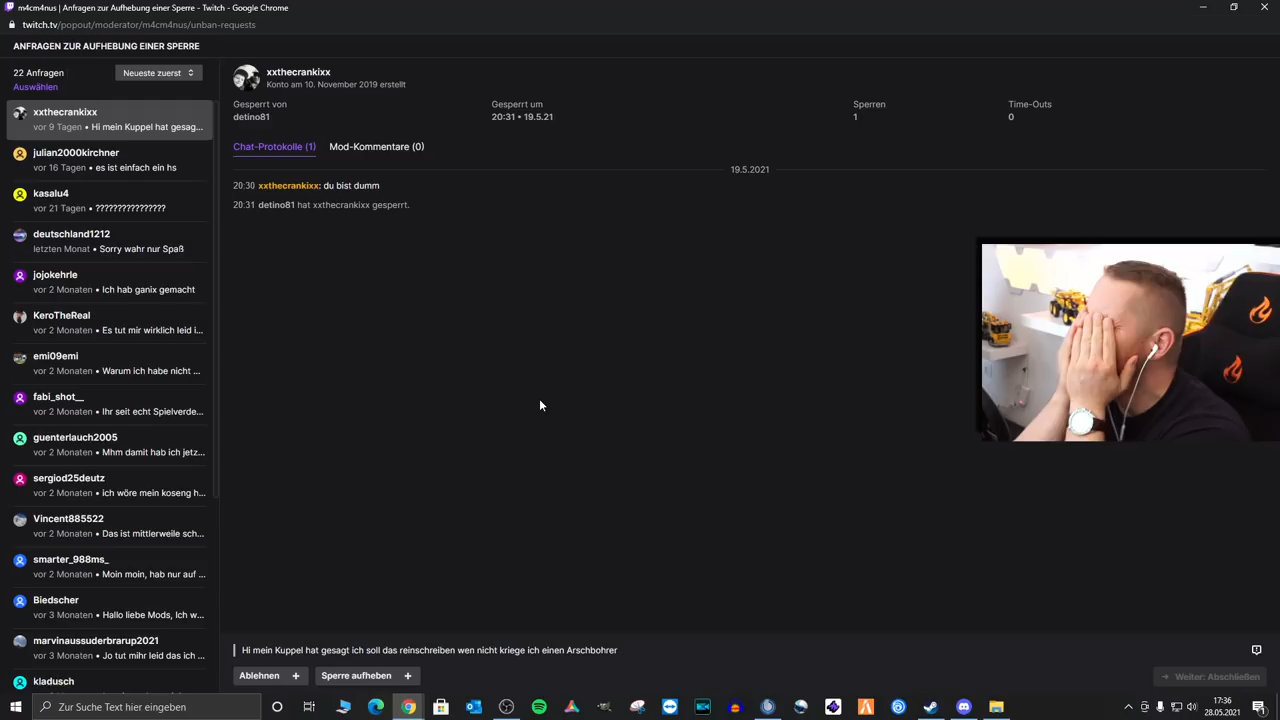 m4cm4nus | Anfragen zur Aufhebung einer Sperre - Twitch - Google Chrome
twitch.tv/popout/moderator/m4cm4nus/unban-requests
ANFRAGEN ZUR AUFHEBUNG EINER SPERRE
22 Anfragen
Neueste zuerst
Auswählen
xxthecrankixx
vor 9 Tagen • Hi mein Kuppel hat gesag...
julian2000kirchner
vor 16 Tagen • es ist einfach ein hs
kasalu4
vor 21 Tagen • ????????????????
deutschland1212
letzten Monat • Sorry wahr nur Spaß
jojokehrle
vor 2 Monaten • Ich hab ganix gemacht
KeroTheReal
vor 2 Monaten • Es tut mir wirklich leid i...
emi09emi
vor 2 Monaten • Warum ich habe nicht ...
fabi_shot__
vor 2 Monaten • Ihr seit echt Spielverde...
guenterlauch2005
vor 2 Monaten • Mhm damit hab ich jetz...
sergiod25deutz
vor 2 Monaten • ich wöre mein koseng h...
Vincent885522
vor 2 Monaten • Das ist mittlerweile sch...
smarter_988ms_
vor 2 Monaten • Moin moin, hab nur auf ...
Biedscher
vor 3 Monaten • Hallo liebe Mods, Ich w...
marvinaussuderbrarup2021
vor 3 Monaten • Jo tut mihr leid das ich ...
kladusch
xxthecrankixx
Konto am 10. November 2019 erstellt
Gesperrt von
detino81
Gesperrt um
20:31 • 19.5.21
Sperren
1
Time-Outs
0
Chat-Protokolle (1) Mod-Kommentare (0)
19.5.2021
20:30 xxthecrankixx: du bist dumm
20:31 detino81 hat xxthecrankixx gesperrt.
Hi mein Kuppel hat gesagt ich soll das reinschreiben wen nicht kriege ich einen Arschbohrer
Ablehnen + Sperre aufheben +
Weiter: Abschließen
Zur Suche Text hier eingeben
17:36
28.05.2021